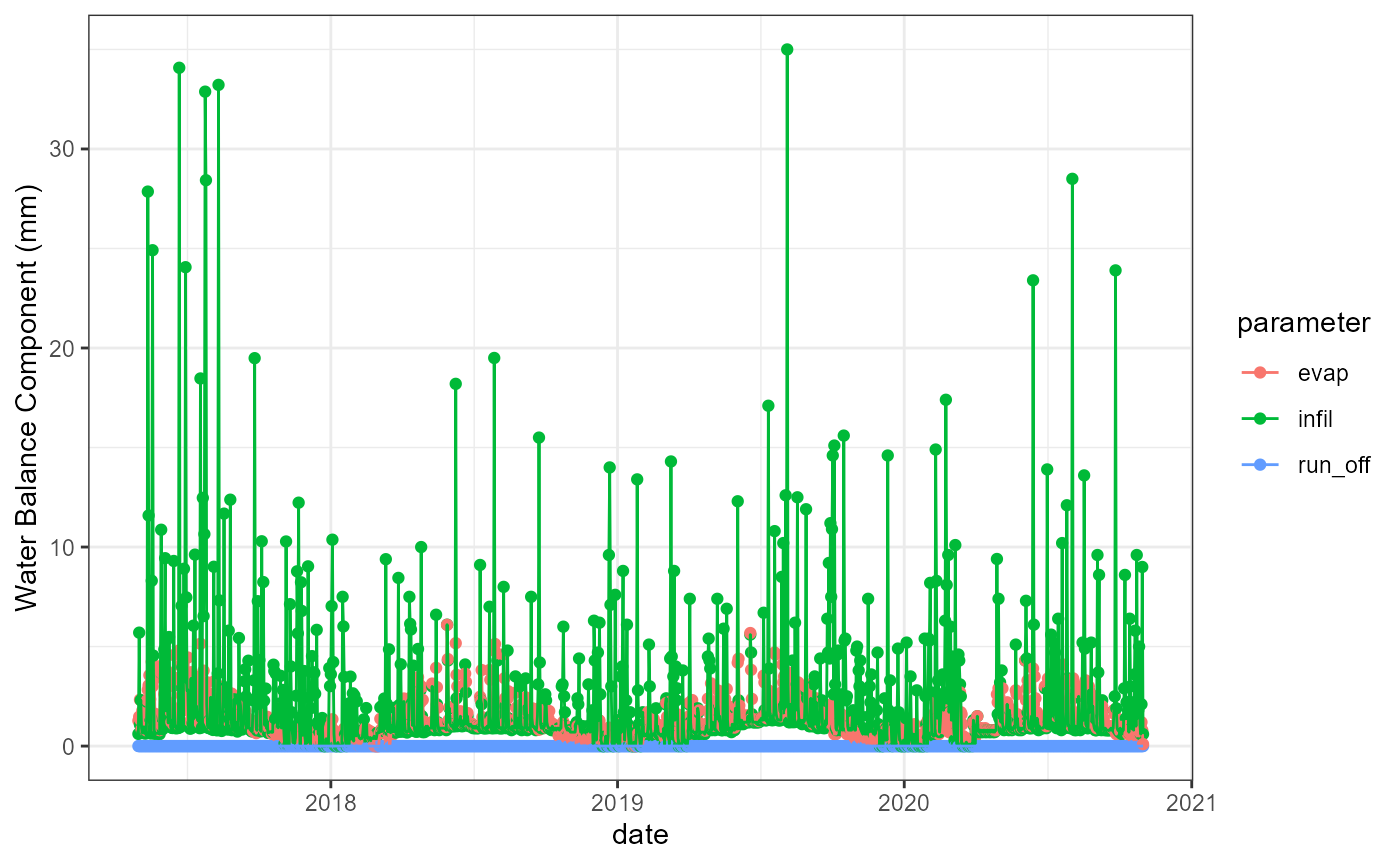 Water Balance Component (mm)
30
20
10
0
2018
2019
2020
2021
date
parameter
evap
infil
run_off